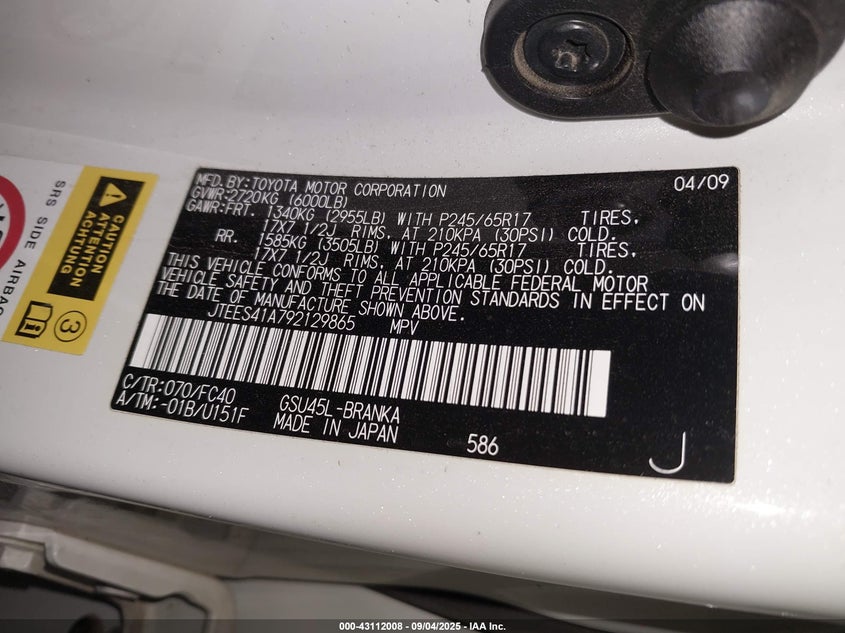 MFD. BY: TOYOTA MOTOR CORPORATION 04/09
GVWR: 2720KG (6000LB)
GAWR: FRT. 1340KG (2955LB) WITH P245/65R17 TIRES,
17X7 1/2J RIMS, AT 210KPA (30PSI) COLD.
RR. 1585KG (3505LB) WITH P245/65R17 TIRES,
17X7 1/2J RIMS, AT 210KPA (30PSI) COLD.
THIS VEHICLE CONFORMS TO ALL APPLICABLE FEDERAL MOTOR
VEHICLE SAFETY AND THEFT PREVENTION STANDARDS IN EFFECT ON
THE DATE OF MANUFACTURE SHOWN ABOVE.
JTEES41A792129865 MPV
C/TR: 070/FC40 GSU45L-BRANKA
A/TM: -01B/U151F MADE IN JAPAN 586 J
CAUTION
ATTENTION
ACHTUNG
3
SRS SIDE AIRBAG
000-43112008 - 09/04/2025 - IAA Inc.